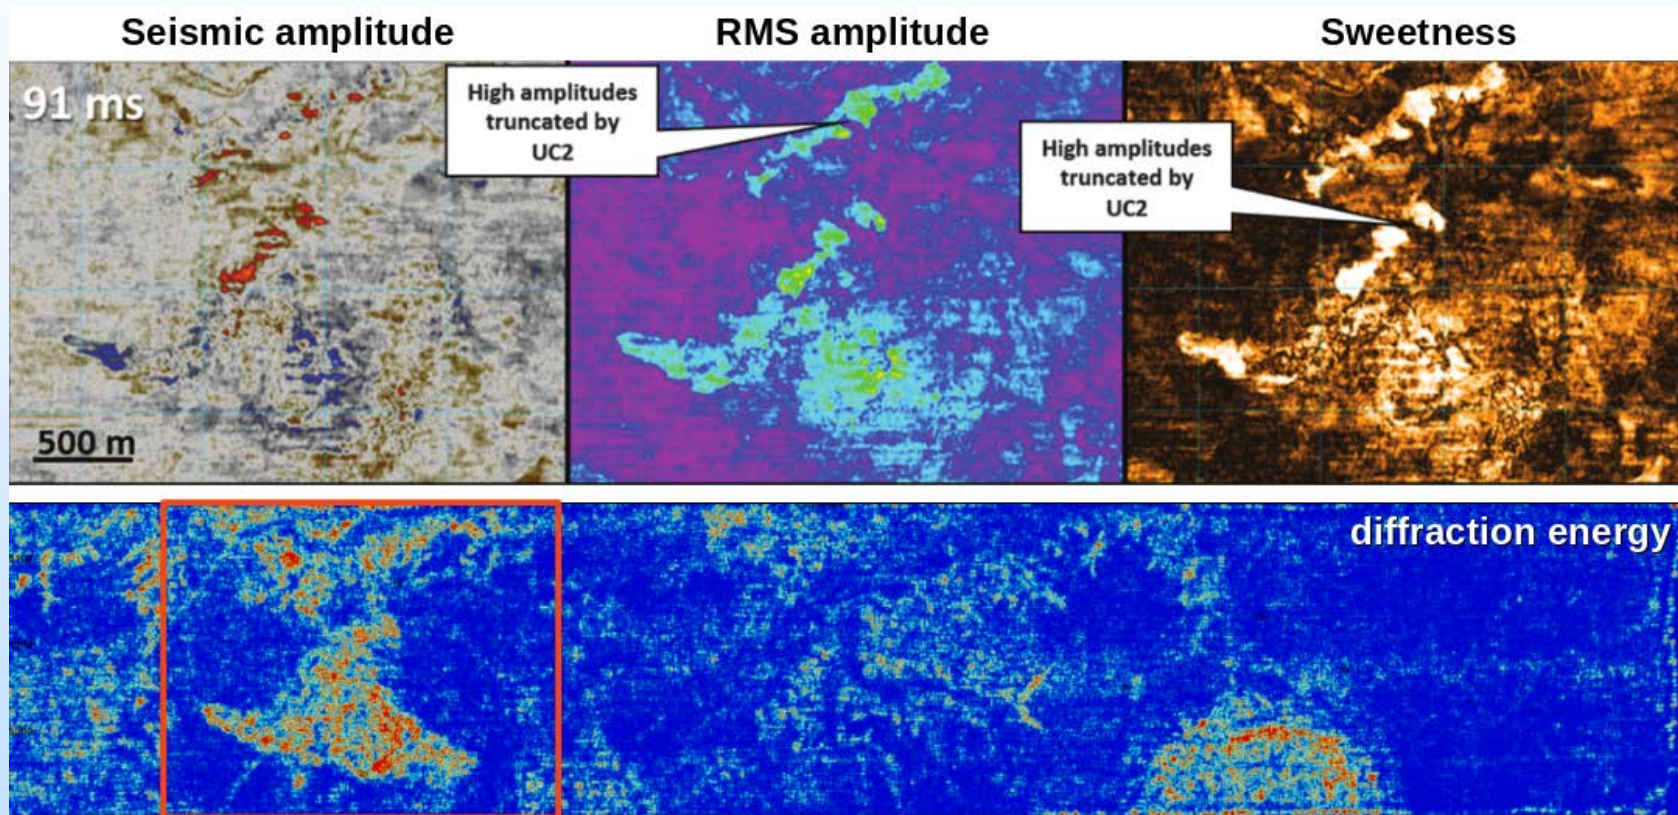 Seismic amplitude
RMS amplitude
Sweetness
91 ms
High amplitudes
truncated by
UC2
High amplitudes
truncated by
UC2
500 m
diffraction energy